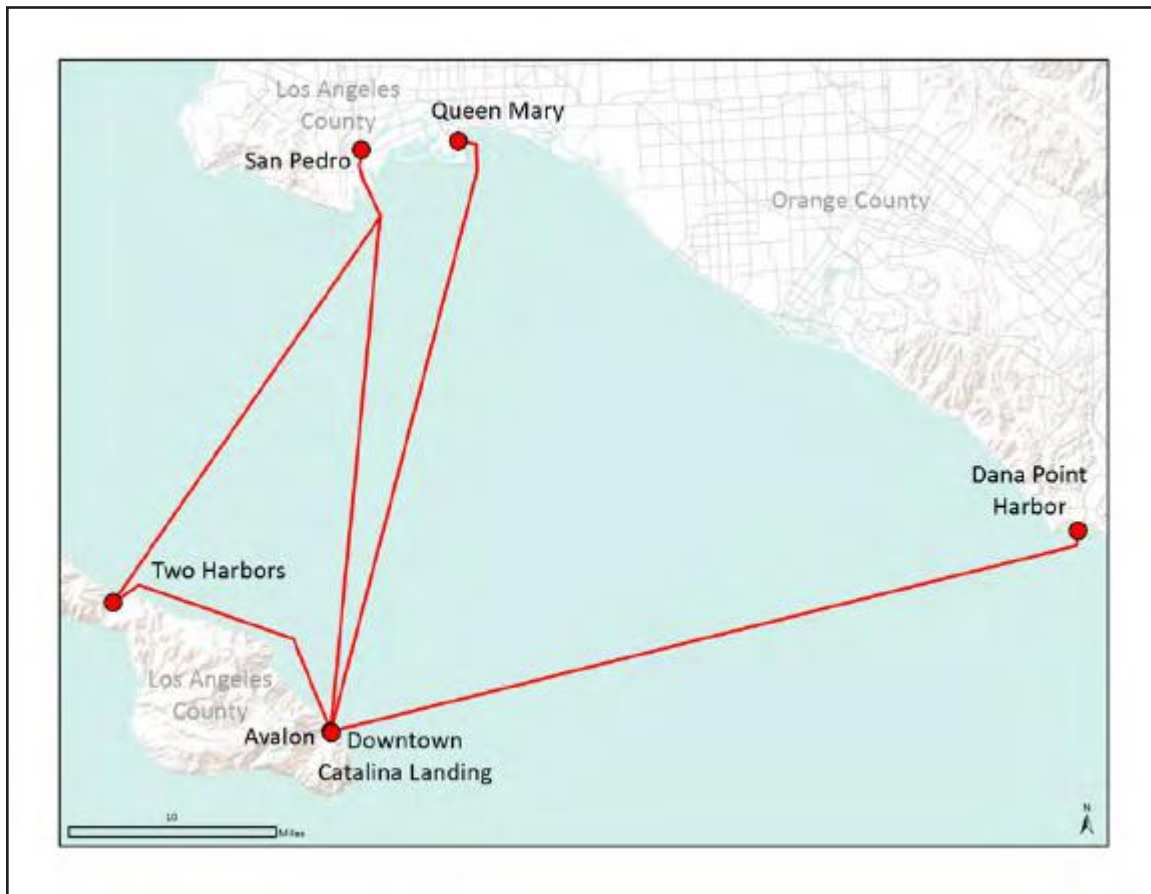 Los Angeles
County
Queen Mary
San Pedro
Orange County
Dana Point
Harbor
Two Harbors
Los Angeles
County
Avalon
Downtown
Catalina Landing
10
Miles
N